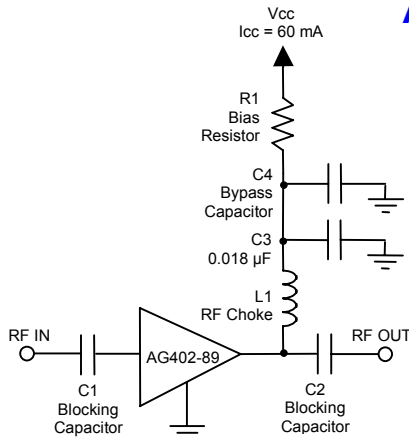 Vcc
Icc = 60 mA
R1
Bias
Resistor
C4
Bypass
Capacitor
C3
0.018 µF
L1
RF Choke
RF IN
AG402-89
RF OUT
C1
Blocking
Capacitor
C2
Blocking
Capacitor